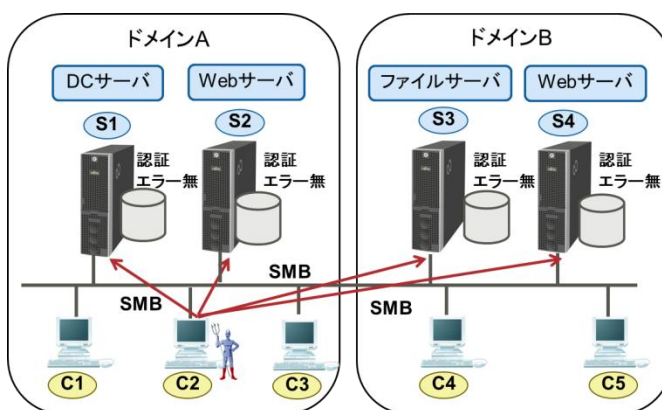 ドメインA
ドメインB
DCサーバ
Webサーバ
ファイルサーバ
Webサーバ
S1
S2
S3
S4
認証
エラー無
認証
エラー無
認証
エラー無
認証
エラー無
SMB
SMB
SMB
C1
C2
C3
C4
C5